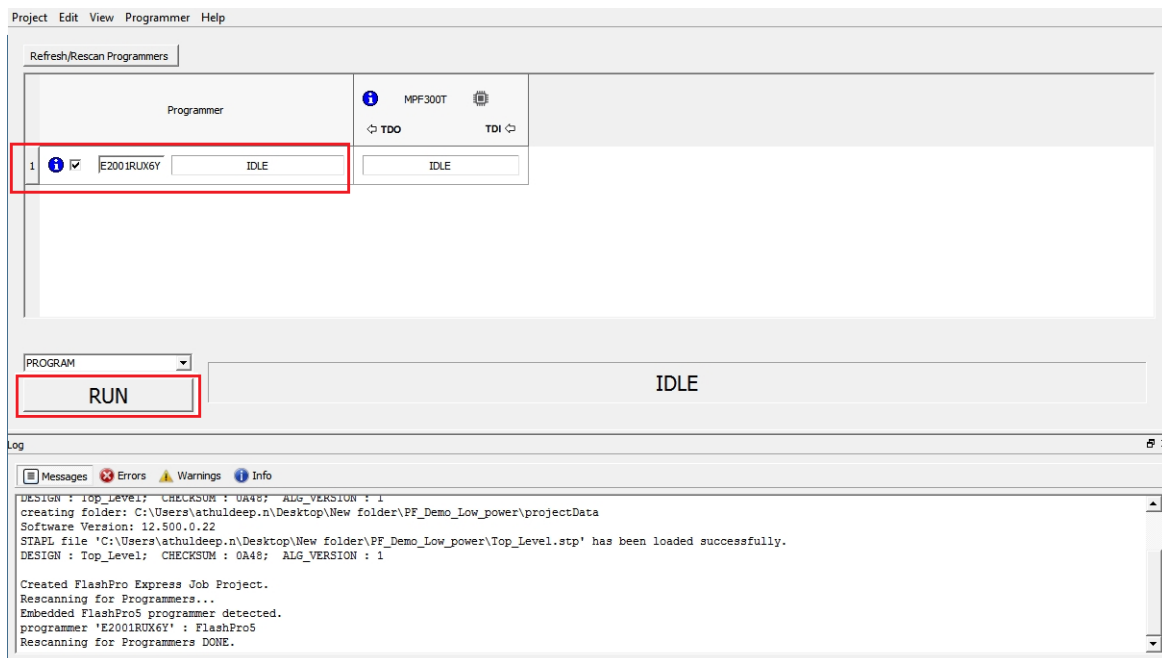 Project Edit View Programmer Help
Refresh/Rescan Programmers
Programmer
MPF300T
TDO TDI
1 E2001RUX6Y IDLE IDLE
PROGRAM
RUN
IDLE
Log
Messages Errors Warnings Info
DESIGN : Top_Level; CHECKSUM : 0A48; ALG_VERSION : 1
creating folder: C:\Users\athuldeep.n\Desktop\New folder\PF_Demo_Low_power\projectData
Software Version: 12.500.0.22
STAPL file 'C:\Users\athuldeep.n\Desktop\New folder\PF_Demo_Low_power\Top_Level.stp' has been loaded successfully.
DESIGN : Top_Level; CHECKSUM : 0A48; ALG_VERSION : 1
Created FlashPro Express Job Project.
Rescanning for Programmers...
Embedded FlashPro5 programmer detected.
programmer 'E2001RUX6Y' : FlashPro5
Rescanning for Programmers DONE.